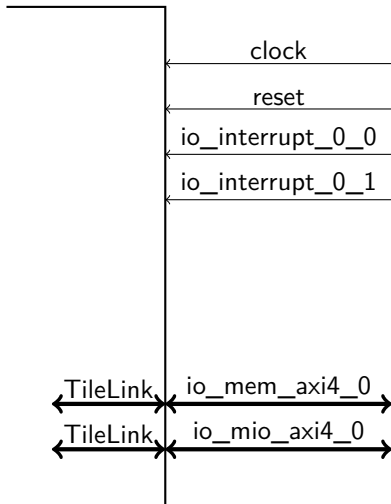 clock
reset
io_interrupt_0_0
io_interrupt_0_1
TileLink io_mem_axi4_0
TileLink io_mio_axi4_0